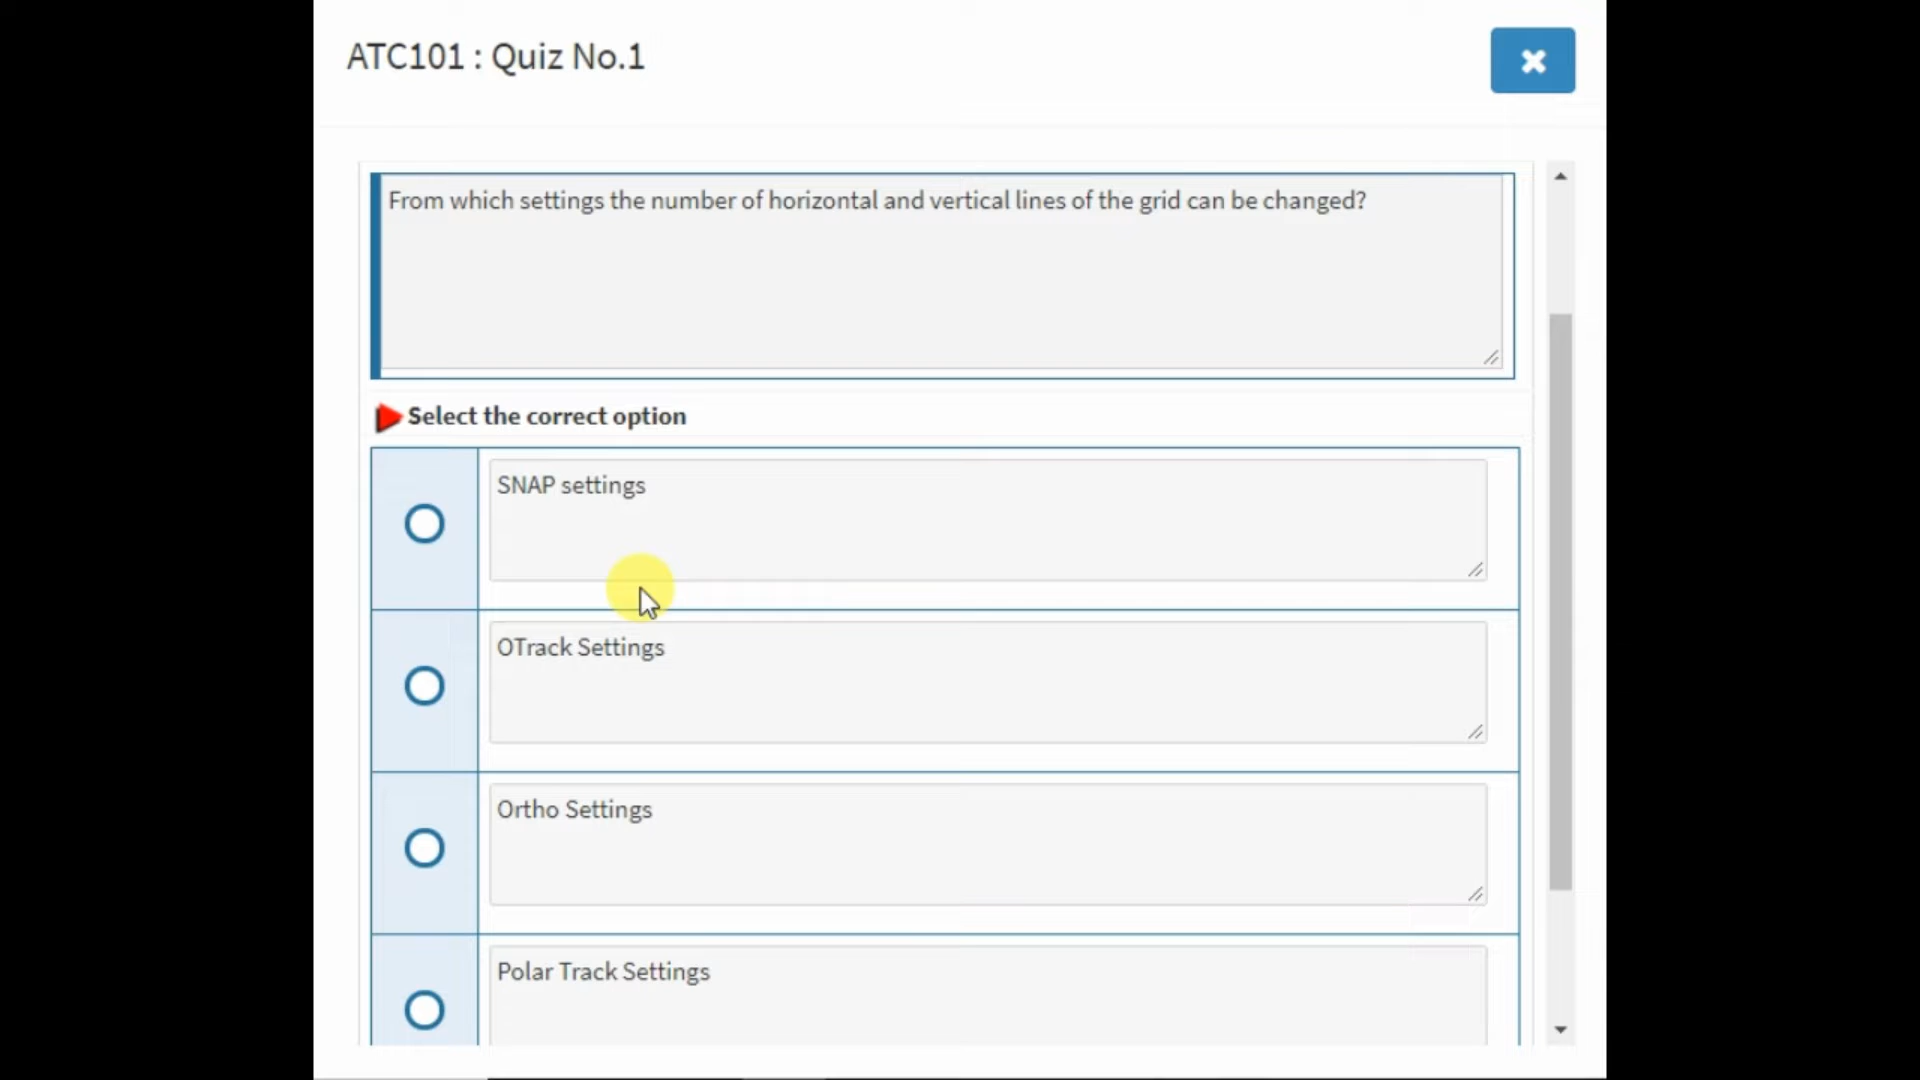 ATC101 : Quiz No.1
From which settings the number of horizontal and vertical lines of the grid can be changed?
Select the correct option
SNAP settings
OTrack Settings
Ortho Settings
Polar Track Settings